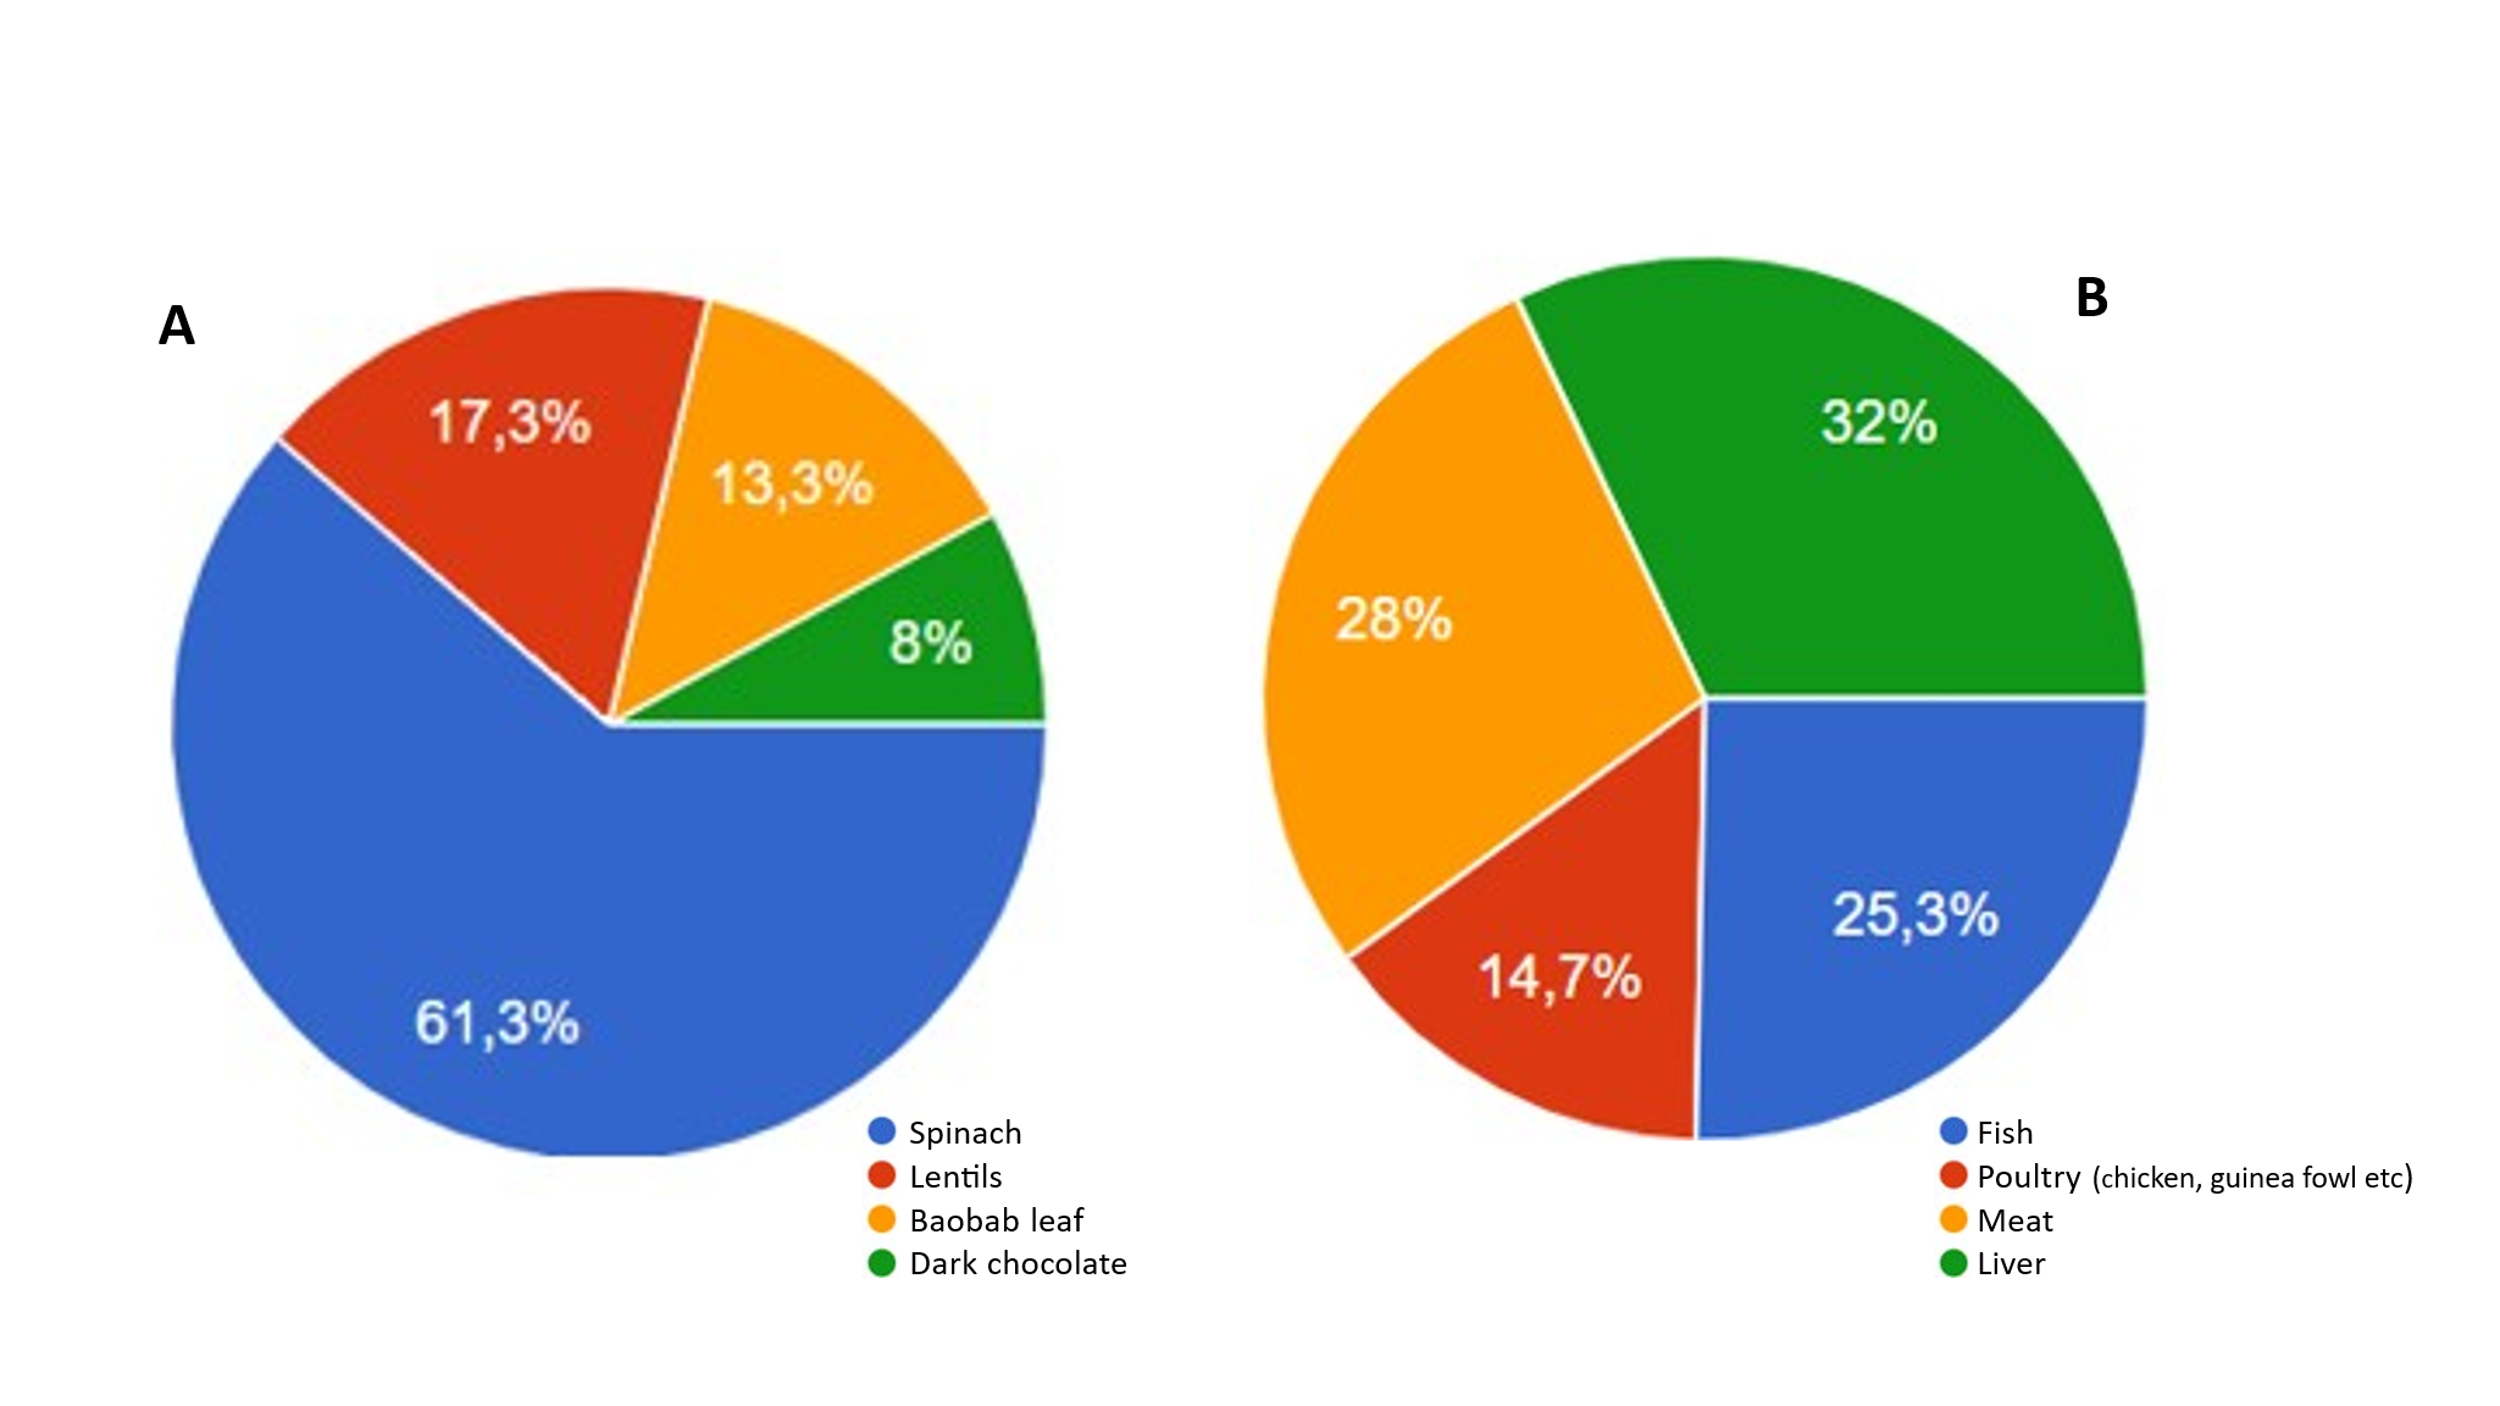 A
17,3%
13,3%
8%
61,3%
Spinach
Lentils
Baobab leaf
Dark chocolate
B
32%
28%
25,3%
14,7%
Fish
Poultry (chicken, guinea fowl etc)
Meat
Liver